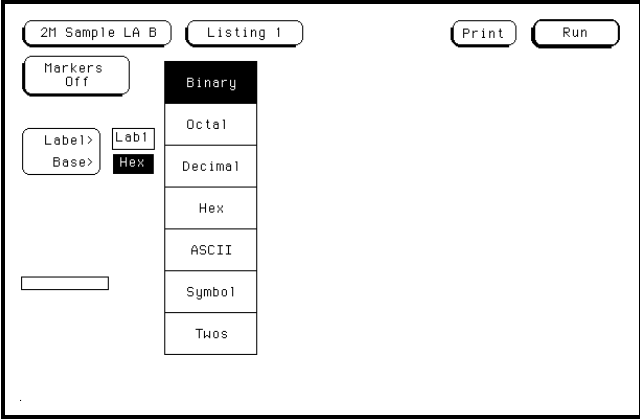 2M Sample LA B
Listing 1
Print
Run
Markers
Off
Label>
Lab1
Base>
Hex
Binary
Octal
Decimal
Hex
ASCII
Symbol
Twos